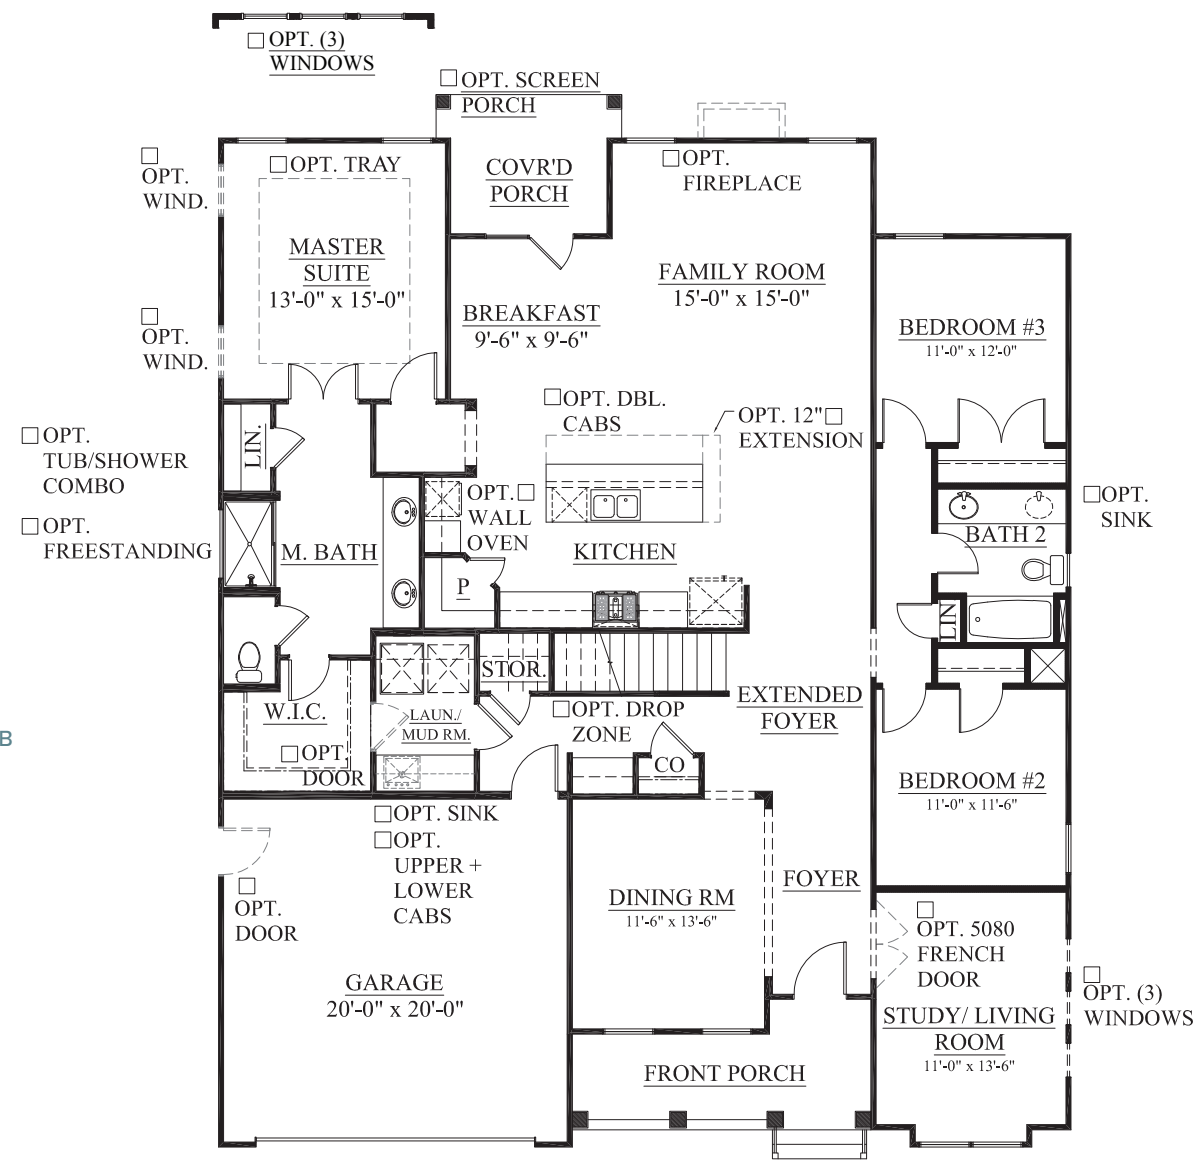 OPT. (3)
WINDOWS
OPT. SCREEN
PORCH
OPT.
WIND.
OPT. TRAY
COVR'D
PORCH
OPT.
FIREPLACE
MASTER
SUITE
13'-0" x 15'-0"
FAMILY ROOM
15'-0" x 15'-0"
OPT.
WIND.
BREAKFAST
9'-6" x 9'-6"
BEDROOM #3
11'-0" x 12'-0"
OPT. DBL.
CABS
OPT. 12"
EXTENSION
OPT.
TUB/SHOWER
COMBO
LIN.
OPT.
FREESTANDING
M. BATH
OPT.
WALL
OVEN
KITCHEN
P
BATH 2
OPT.
SINK
LIN
STOR.
W.I.C.
OPT.
DOOR
LAUN./
MUD RM.
OPT. DROP
ZONE
CO
EXTENDED
FOYER
B
BEDROOM #2
11'-0" x 11'-6"
OPT. SINK
OPT.
UPPER +
LOWER
CABS
OPT.
DOOR
DINING RM
11'-6" x 13'-6"
FOYER
OPT. 5080
FRENCH
DOOR
GARAGE
20'-0" x 20'-0"
STUDY/ LIVING
ROOM
11'-0" x 13'-6"
OPT. (3)
WINDOWS
FRONT PORCH